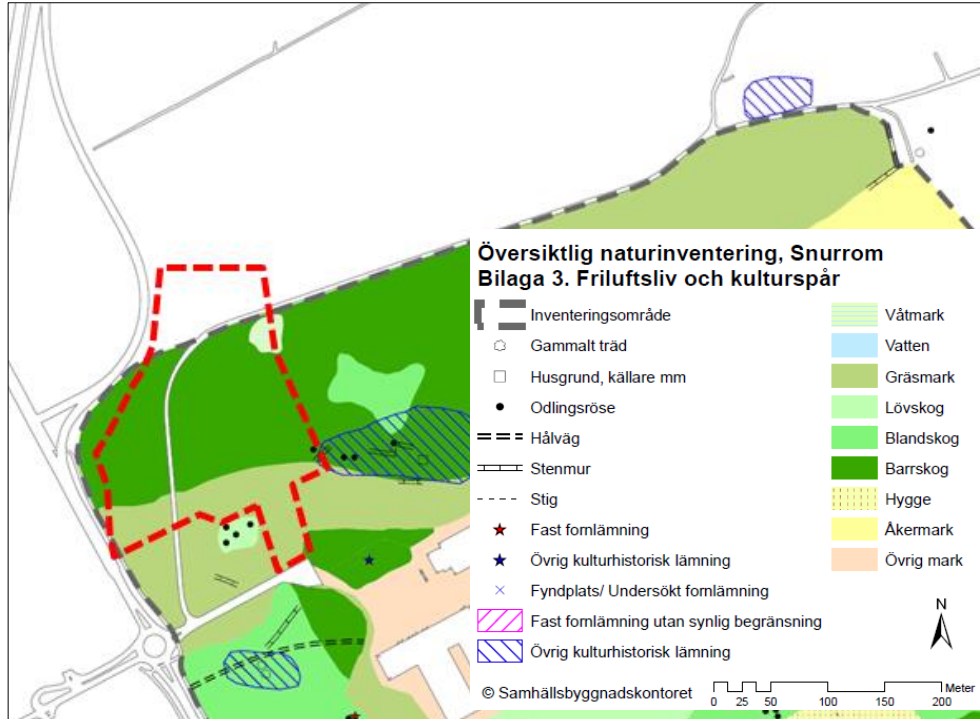 Översiktlig naturinventering, Snurrom
Bilaga 3. Friluftsliv och kulturspår
Inventeringsområde
Gammalt träd
Husgrund, källare mm
Odlingsröse
Hålväg
Stenmur
Stig
Fast fornlämning
Övrig kulturhistorisk lämning
Fyndplats/ Undersökt fornlämning
Fast fornlämning utan synlig begränsning
Övrig kulturhistorisk lämning
Våtmark
Vatten
Gräsmark
Lövskog
Blandskog
Barrskog
Hygge
Åkermark
Övrig mark
N
© Samhällsbyggnadskontoret
0 25 50 100 150 200 Meter